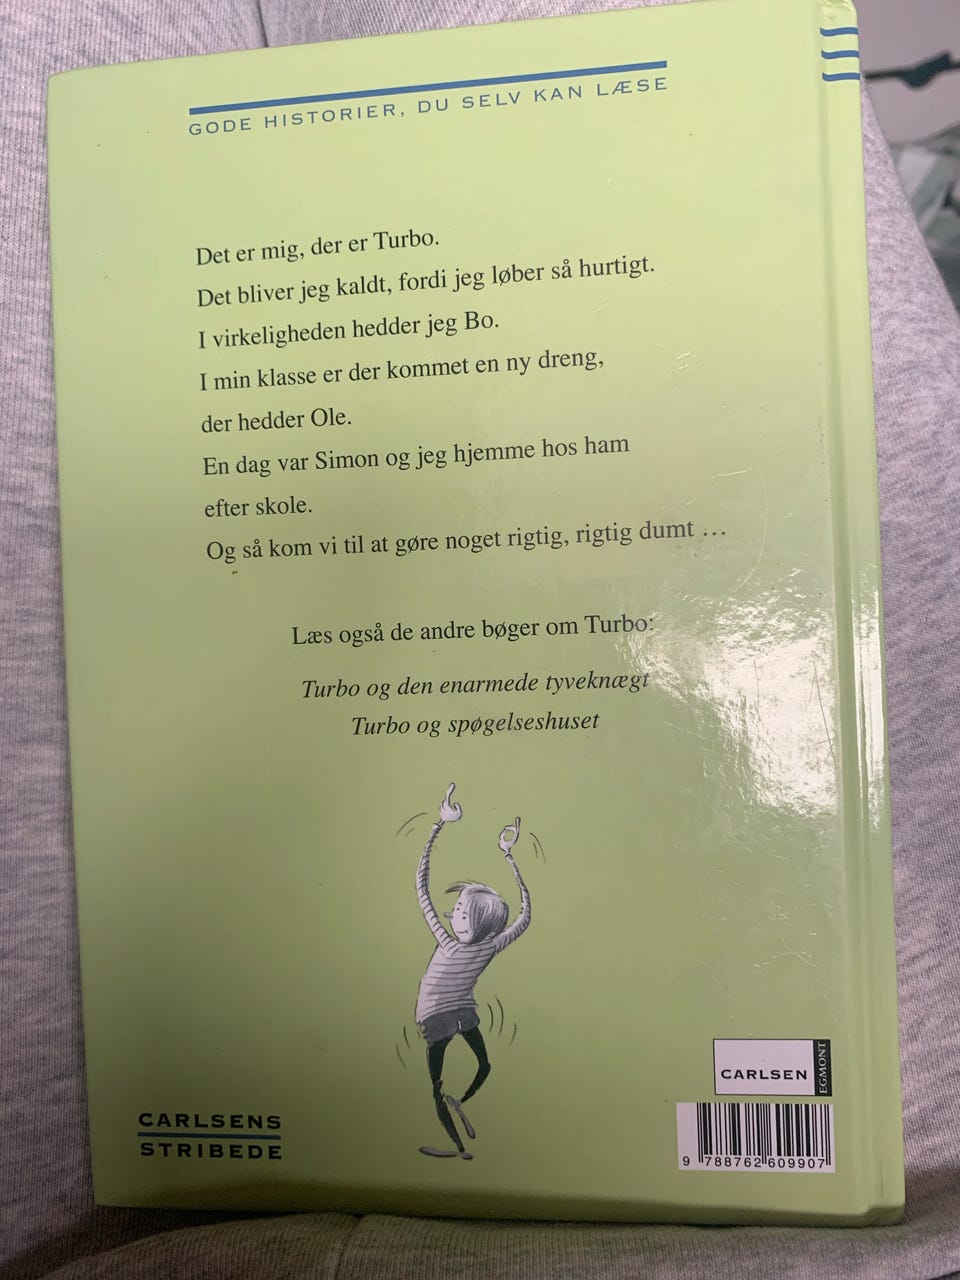 GODE HISTORIER, DU SELV KAN LÆSE
Det er mig, der er Turbo.
Det bliver jeg kaldt, fordi jeg løber så hurtigt.
I virkeligheden hedder jeg Bo.
I min klasse er der kommet en ny dreng,
der hedder Ole.
En dag var Simon og jeg hjemme hos ham
efter skole.
Og så kom vi til at gøre noget rigtig, rigtig dumt …
Læs også de andre bøger om Turbo:
Turbo og den enarmede tyveknægt
Turbo og spøgelseshuset
CARLSEN
EGMONT
CARLSENS
STRIBEDE
9 788762 609907